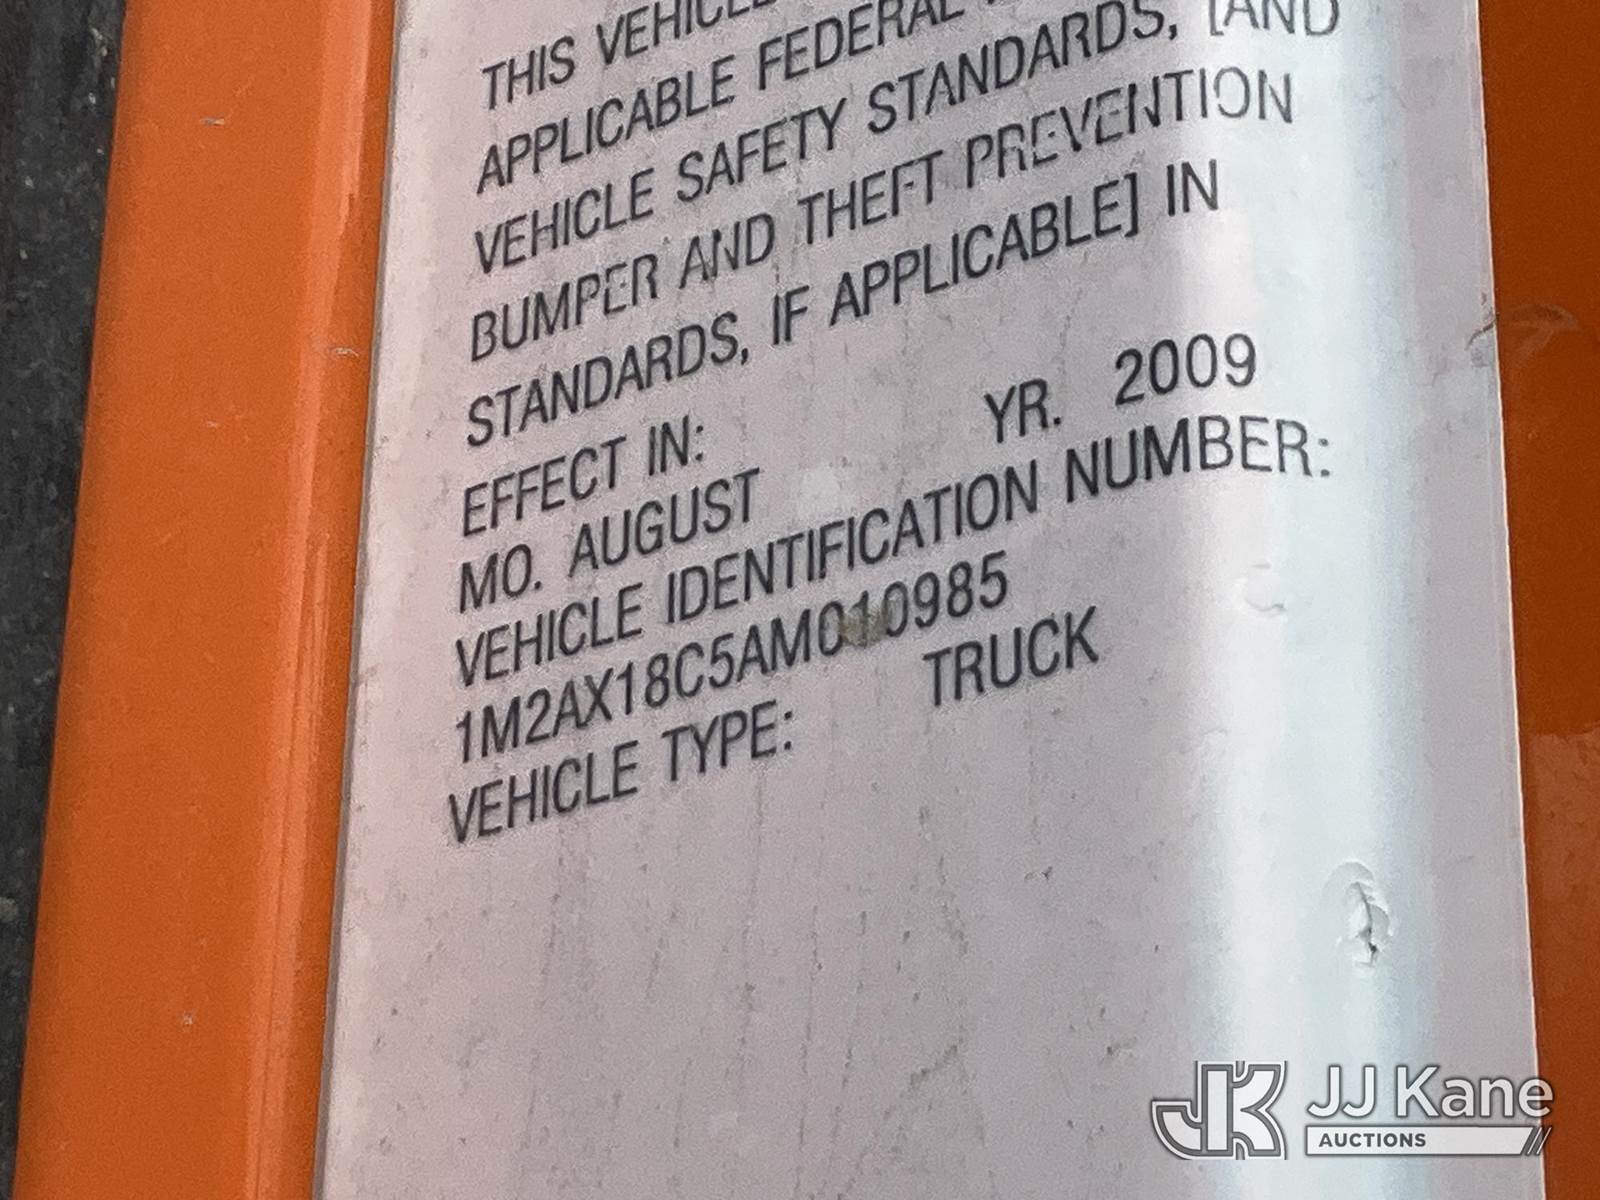 THIS VEHICLE
APPLICABLE FEDERAL
VEHICLE SAFETY STANDARDS, [AND
BUMPER AND THEFT PREVENTION
STANDARDS, IF APPLICABLE] IN
EFFECT IN:
MO. AUGUST YR. 2009
VEHICLE IDENTIFICATION NUMBER:
1M2AX18C5AM010985
VEHICLE TYPE: TRUCK
JK JJ Kane
AUCTIONS